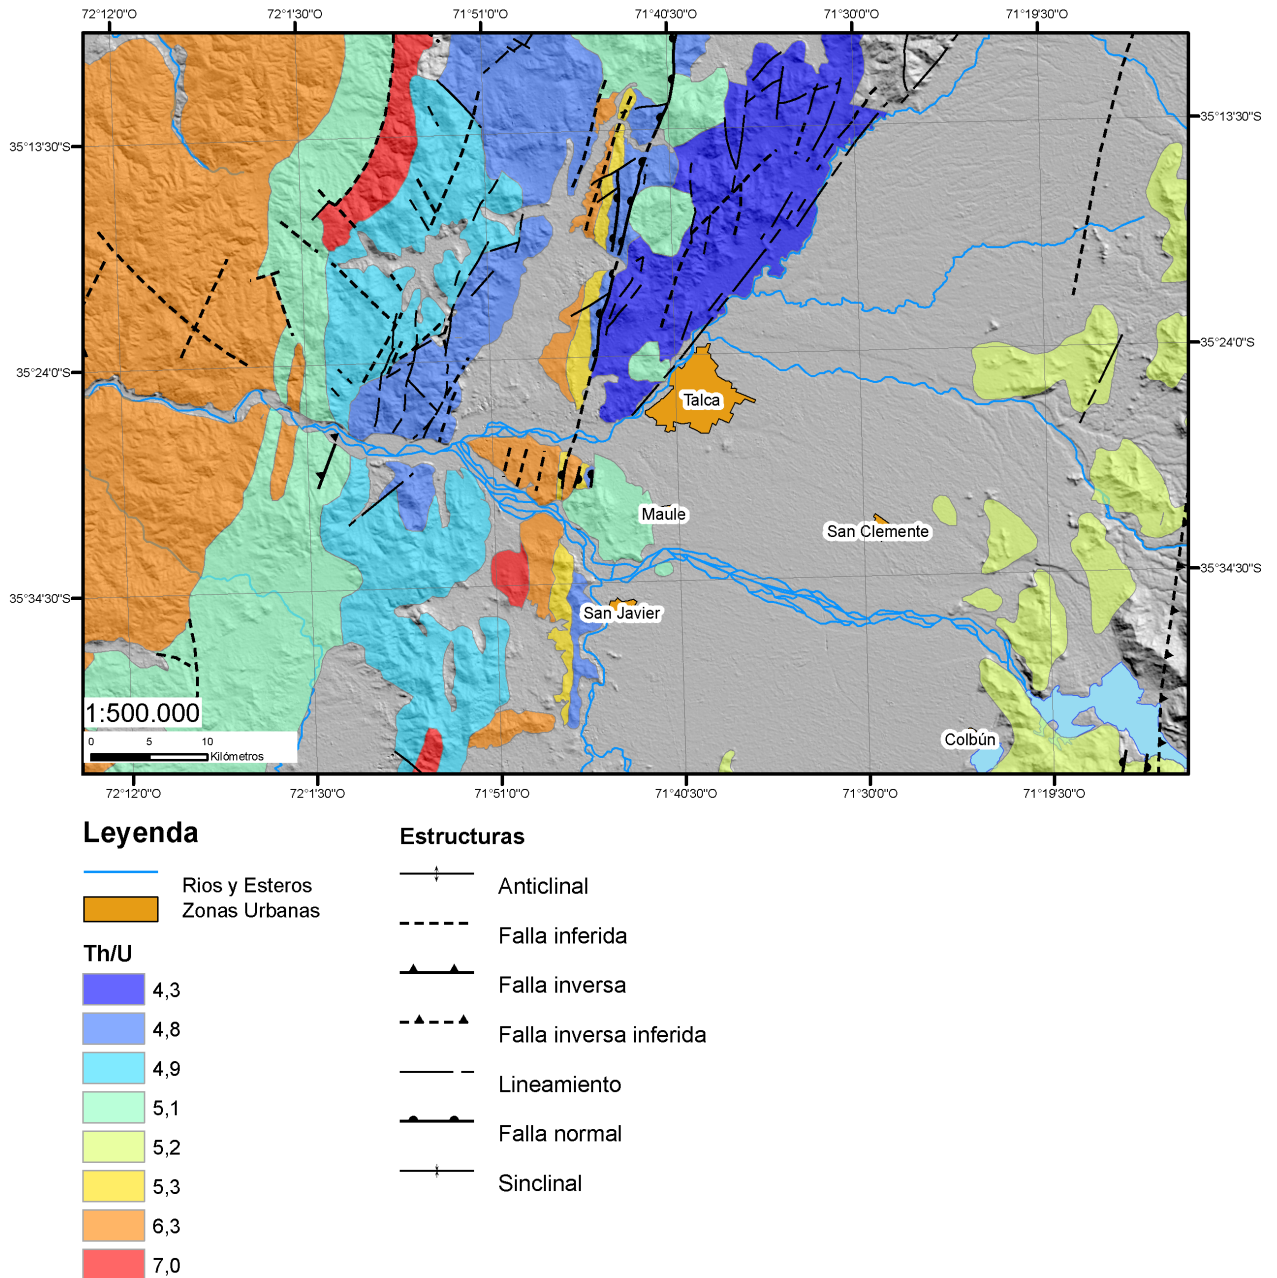 72°12'0"O 72°1'30"O 71°51'0"O 71°40'30"O 71°30'0"O 71°19'30"O
35°13'30"S
35°13'30"S
35°24'0"S
35°24'0"S
Talca
Maule
San Clemente
35°34'30"S
35°34'30"S
San Javier
1:500.000
Colbún
0 5 10
Kilómetros
72°12'0"O 72°1'30"O 71°51'0"O 71°40'30"O 71°30'0"O 71°19'30"O
Leyenda
Rios y Esteros
Zonas Urbanas
Th/U
4,3
4,8
4,9
5,1
5,2
5,3
6,3
7,0
Estructuras
Anticlinal
Falla inferida
Falla inversa
Falla inversa inferida
Lineamiento
Falla normal
Sinclinal